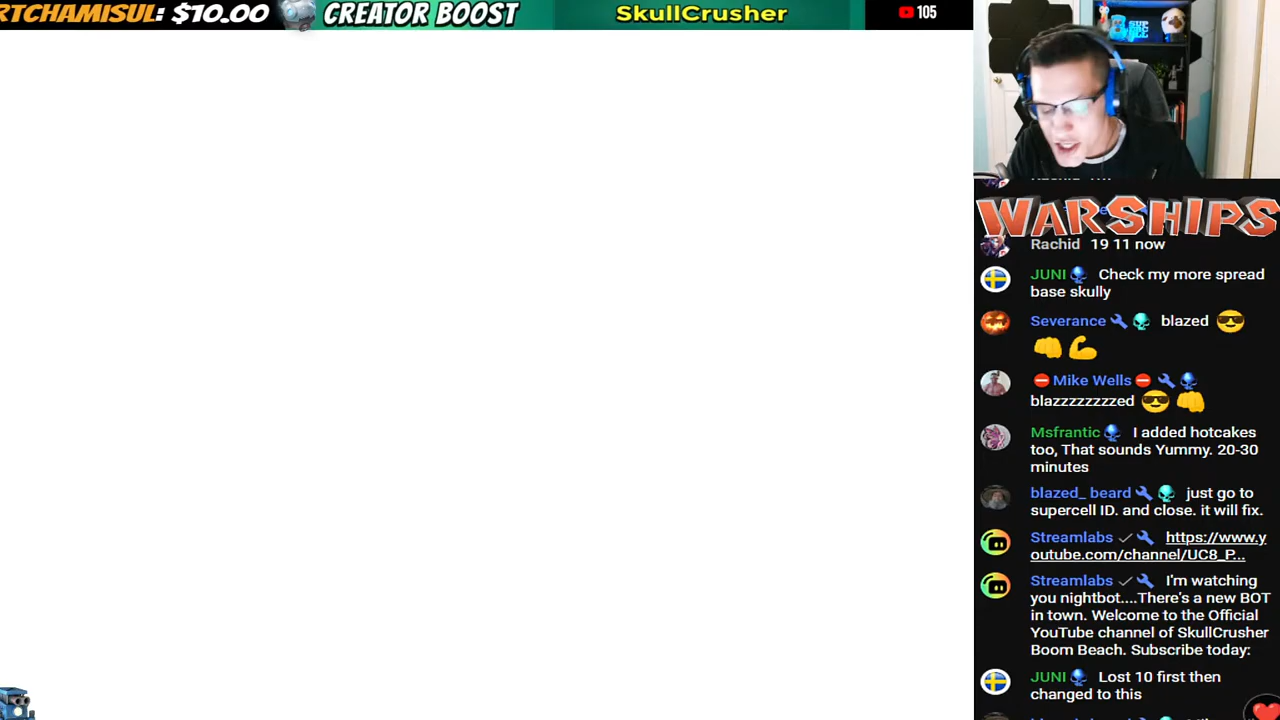 RTCHAMISUL: $10.00
CREATOR BOOST
SkullCrusher
105
WARSHIPS
Rachid 19 11 now
JUNI Check my more spread
base skully
Severance blazed
Mike Wells
blazzzzzzzzed
Msfrantic I added hotcakes
too, That sounds Yummy. 20-30
minutes
blazed_ beard just go to
supercell ID. and close. it will fix.
Streamlabs https://www.y
outube.com/channel/UC8_P...
Streamlabs I'm watching
you nightbot....There's a new BOT
in town. Welcome to the Official
YouTube channel of SkullCrusher
Boom Beach. Subscribe today:
JUNI Lost 10 first then
changed to this